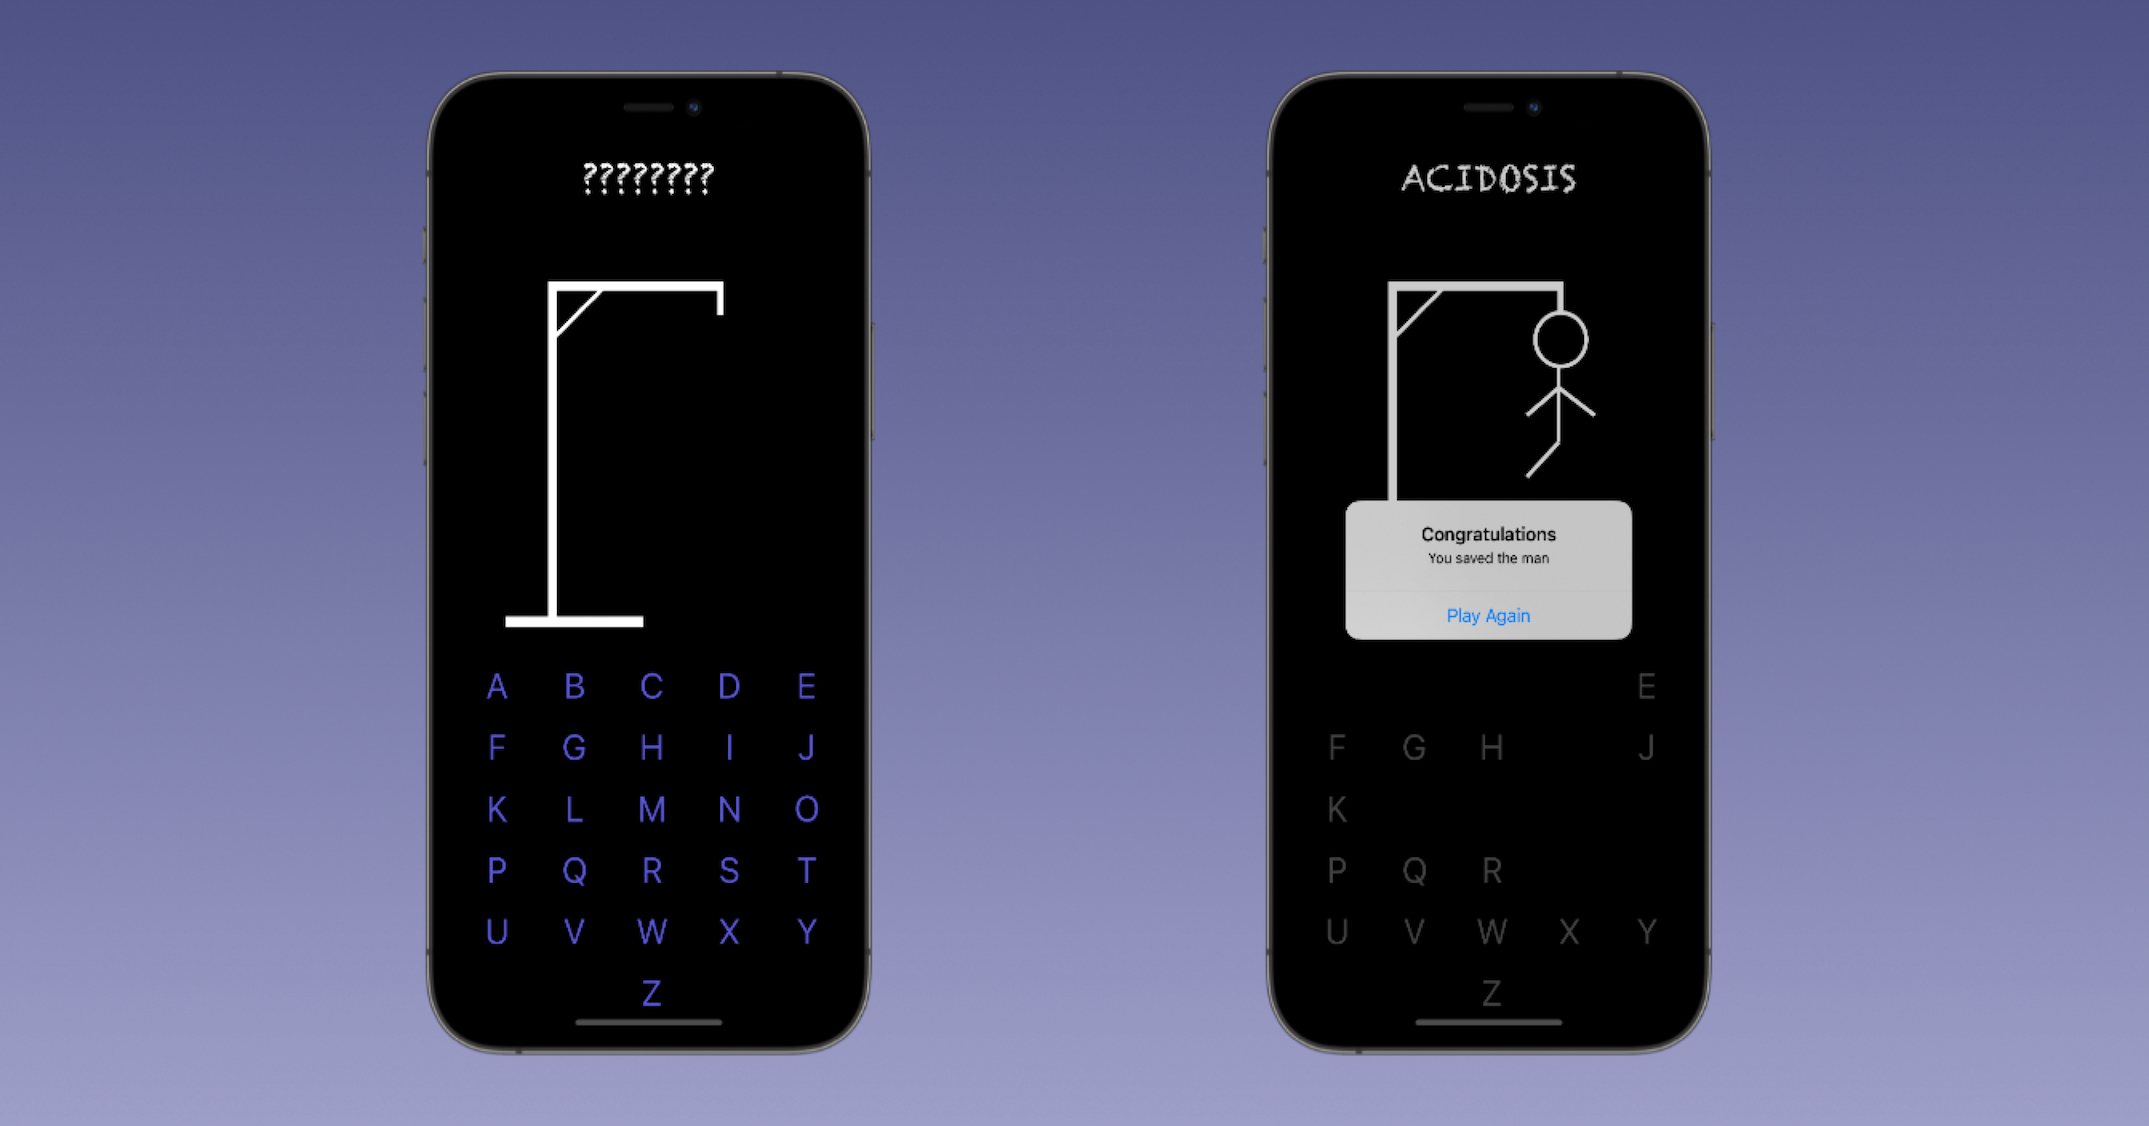 ????????
A B C D E
F G H I J
K L M N O
P Q R S T
U V W X Y
Z
ACIDOSIS
Congratulations
You saved the man
Play Again
E
F G H J
K
P Q R
U V W X Y
Z